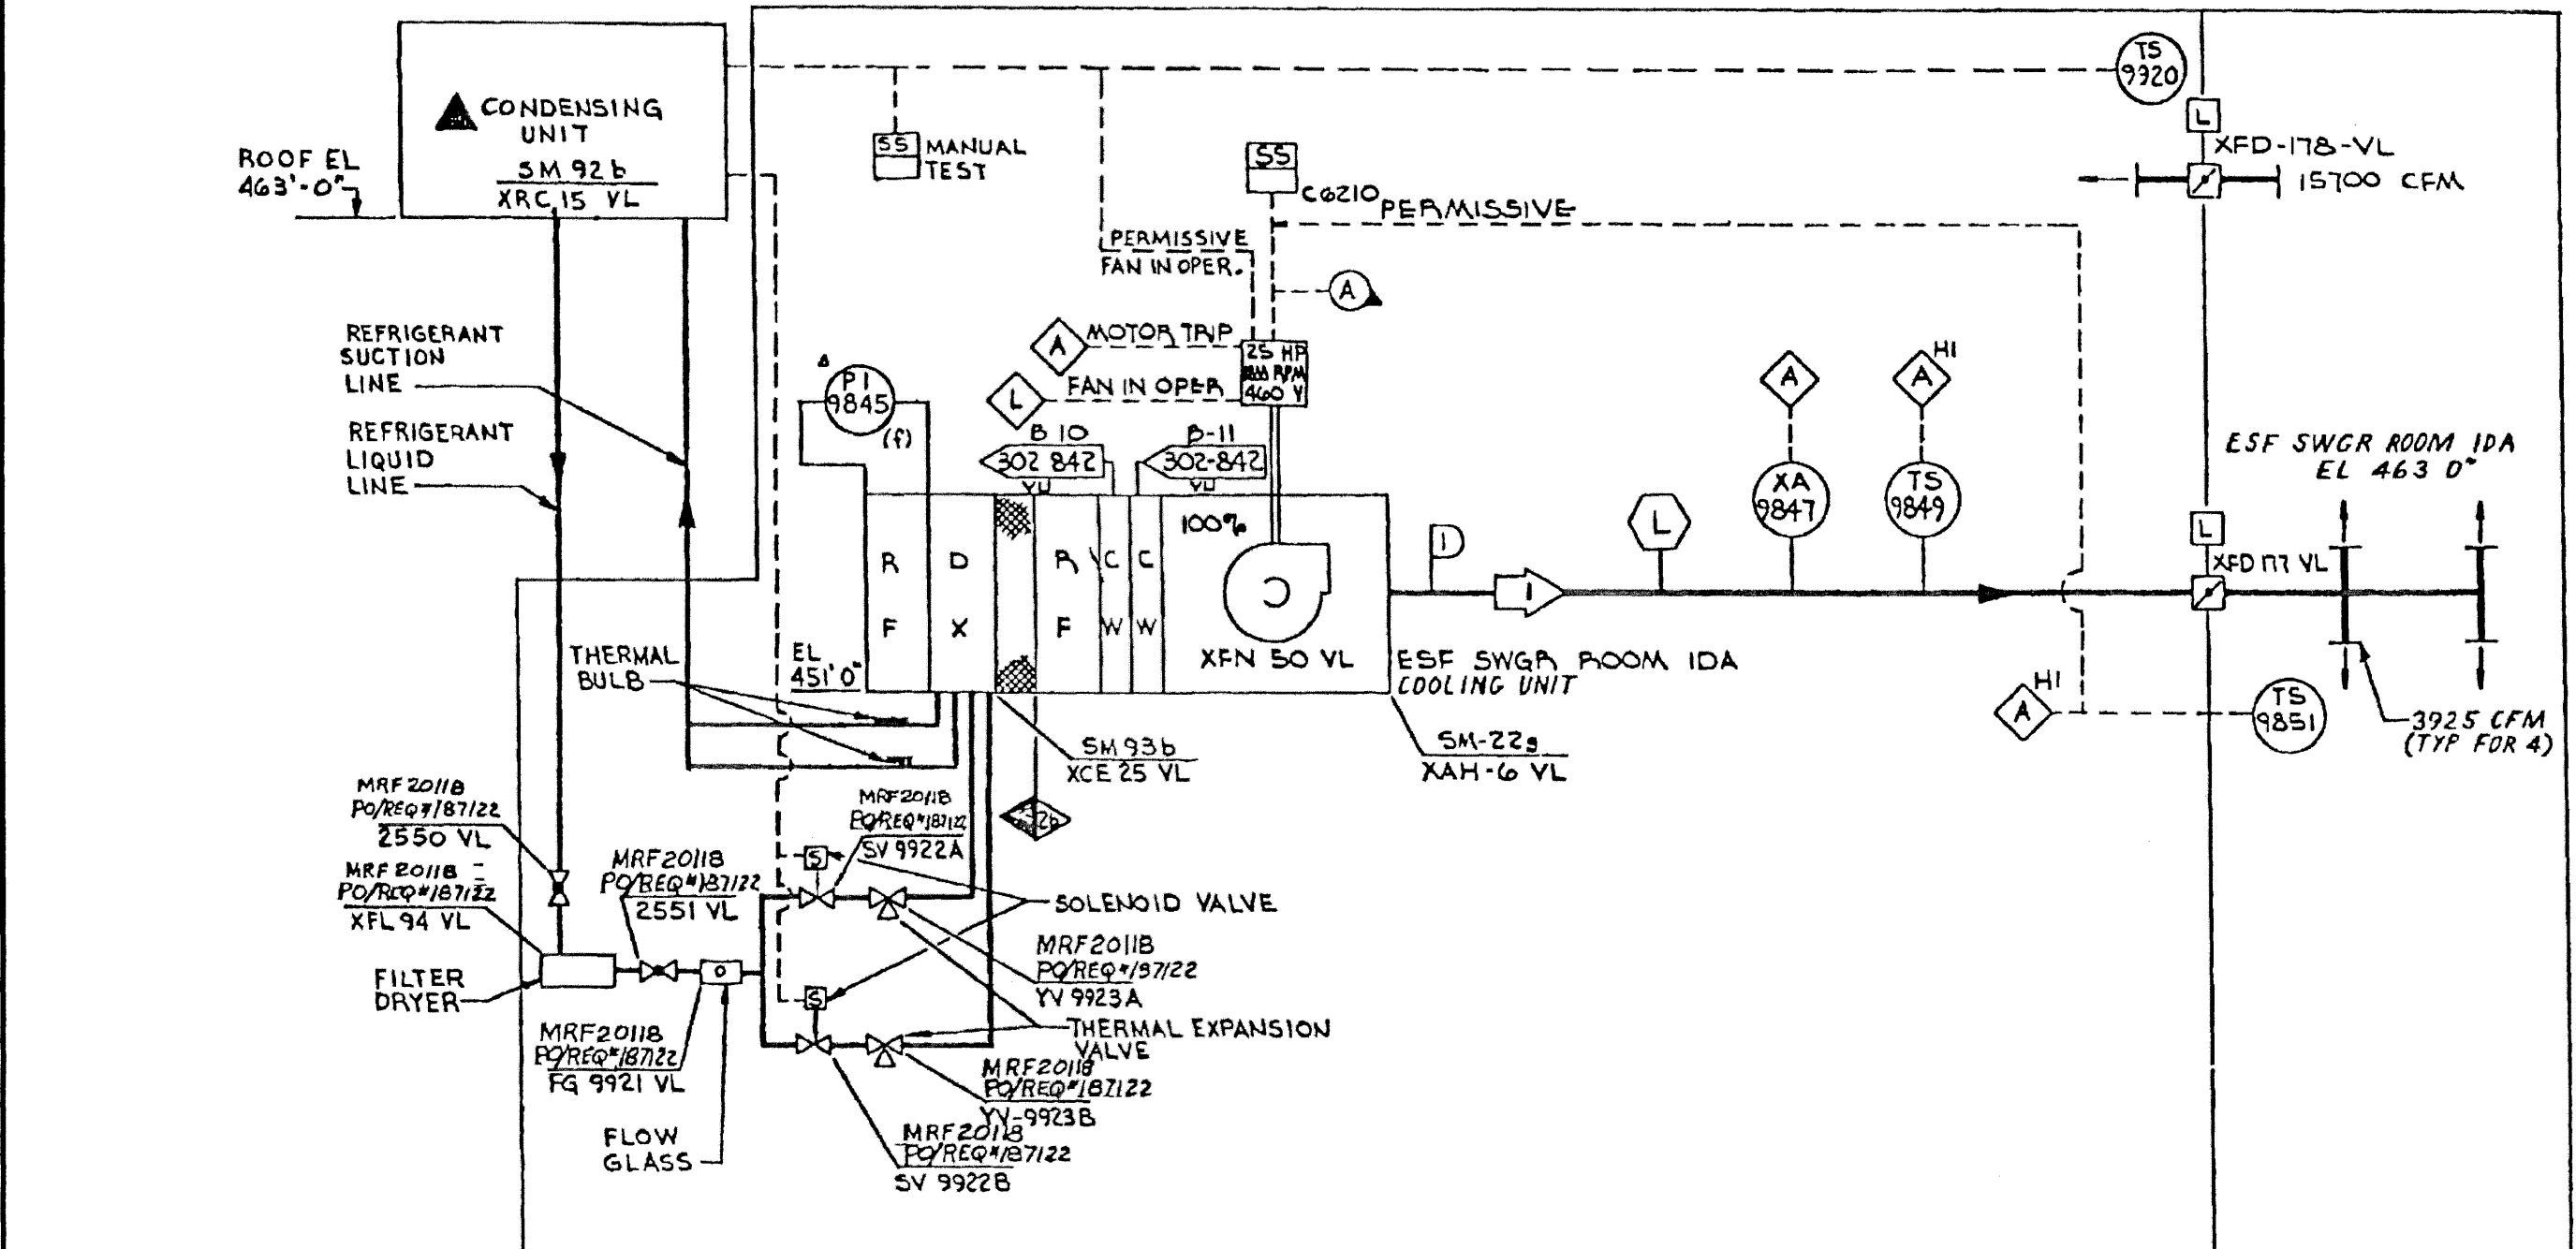 TS
9920
CONDENSING
UNIT
SM 92b
XRC 15 VL
ROOF EL
463'-0"
SS
MANUAL
TEST
SS
C6210
PERMISSIVE
L
XFD-178-VL
15700 CFM
PERMISSIVE
FAN IN OPER.
A
MOTOR TRIP
A
25 HP
RPM
460 V
FAN IN OPER
L
REFRIGERANT
SUCTION
LINE
REFRIGERANT
LIQUID
LINE
PI
9845
(f)
B 10
302 842
B-11
302-842
A
HI
A
XA
9847
TS
9849
L
ESF SWGR ROOM 1DA
EL 463 0"
L
XFD 177 VL
R
F
D
X
R
F
C
W
C
W
100%
XFN 50 VL
D
1
EL
451'0"
THERMAL
BULB
ESF SWGR ROOM 1DA
COOLING UNIT
SM 93b
XCE 25 VL
SM-22g
XAH-6 VL
HI
A
TS
9851
3925 CFM
(TYP FOR 4)
MRF 20118
PO/REQ#187122
2550 VL
MRF 20118
PO/REQ#187122
XFL 94 VL
FILTER
DRYER
MRF20118
PO/REQ#187122
2551 VL
MRF20118
PO/REQ#187122
SV 9922A
26
S
SOLENOID VALVE
MRF20118
PO/REQ#187122
YV 9923A
S
THERMAL EXPANSION
VALVE
MRF20118
PO/REQ#187122
FG 9921 VL
MRF20118
PO/REQ#187122
YV-9923B
FLOW
GLASS
MRF20118
PO/REQ#187122
SV 9922B